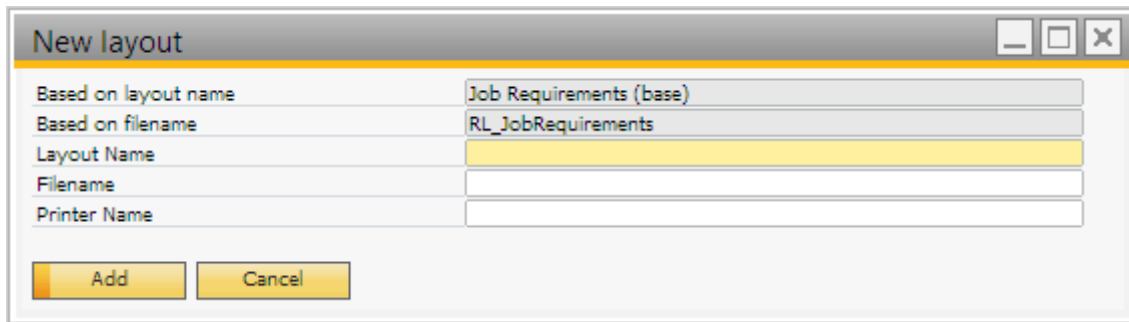 New layout
Based on layout name Job Requirements (base)
Based on filename RL_JobRequirements
Layout Name
Filename
Printer Name
Add Cancel